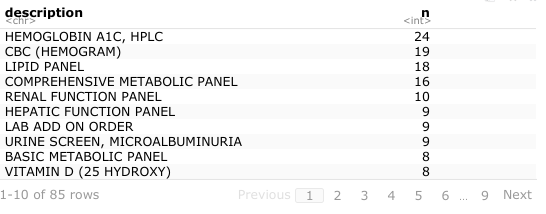 description n
<chr> <int>
HEMOGLOBIN A1C, HPLC 24
CBC (HEMOGRAM) 19
LIPID PANEL 18
COMPREHENSIVE METABOLIC PANEL 16
RENAL FUNCTION PANEL 10
HEPATIC FUNCTION PANEL 9
LAB ADD ON ORDER 9
URINE SCREEN, MICROALBUMINURIA 9
BASIC METABOLIC PANEL 8
VITAMIN D (25 HYDROXY) 8
1-10 of 85 rows Previous 1 2 3 4 5 6 ... 9 Next